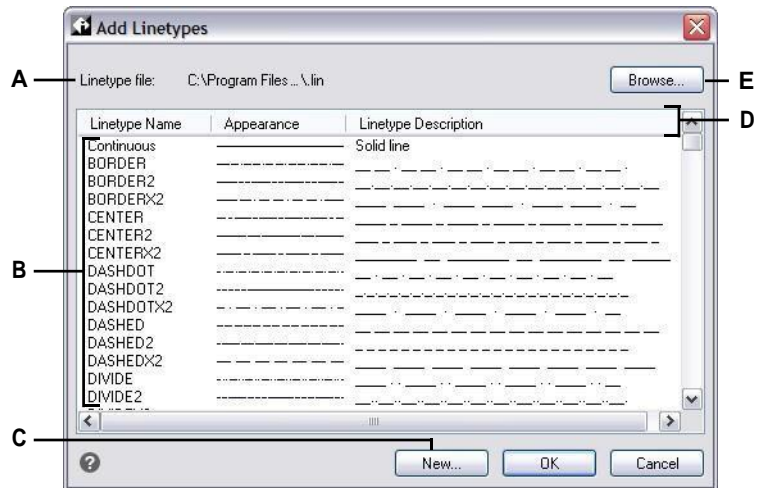 Add Linetypes
A Linetype file: C:\Program Files ... \.lin Browse... E
Linetype Name Appearance Linetype Description D
Continuous Solid line
BORDER
BORDER2
BORDERX2
CENTER
CENTER2
CENTERX2
B
DASHDOT
DASHDOT2
DASHDOTX2
DASHED
DASHED2
DASHEDX2
DIVIDE
DIVIDE2
C
New... OK Cancel